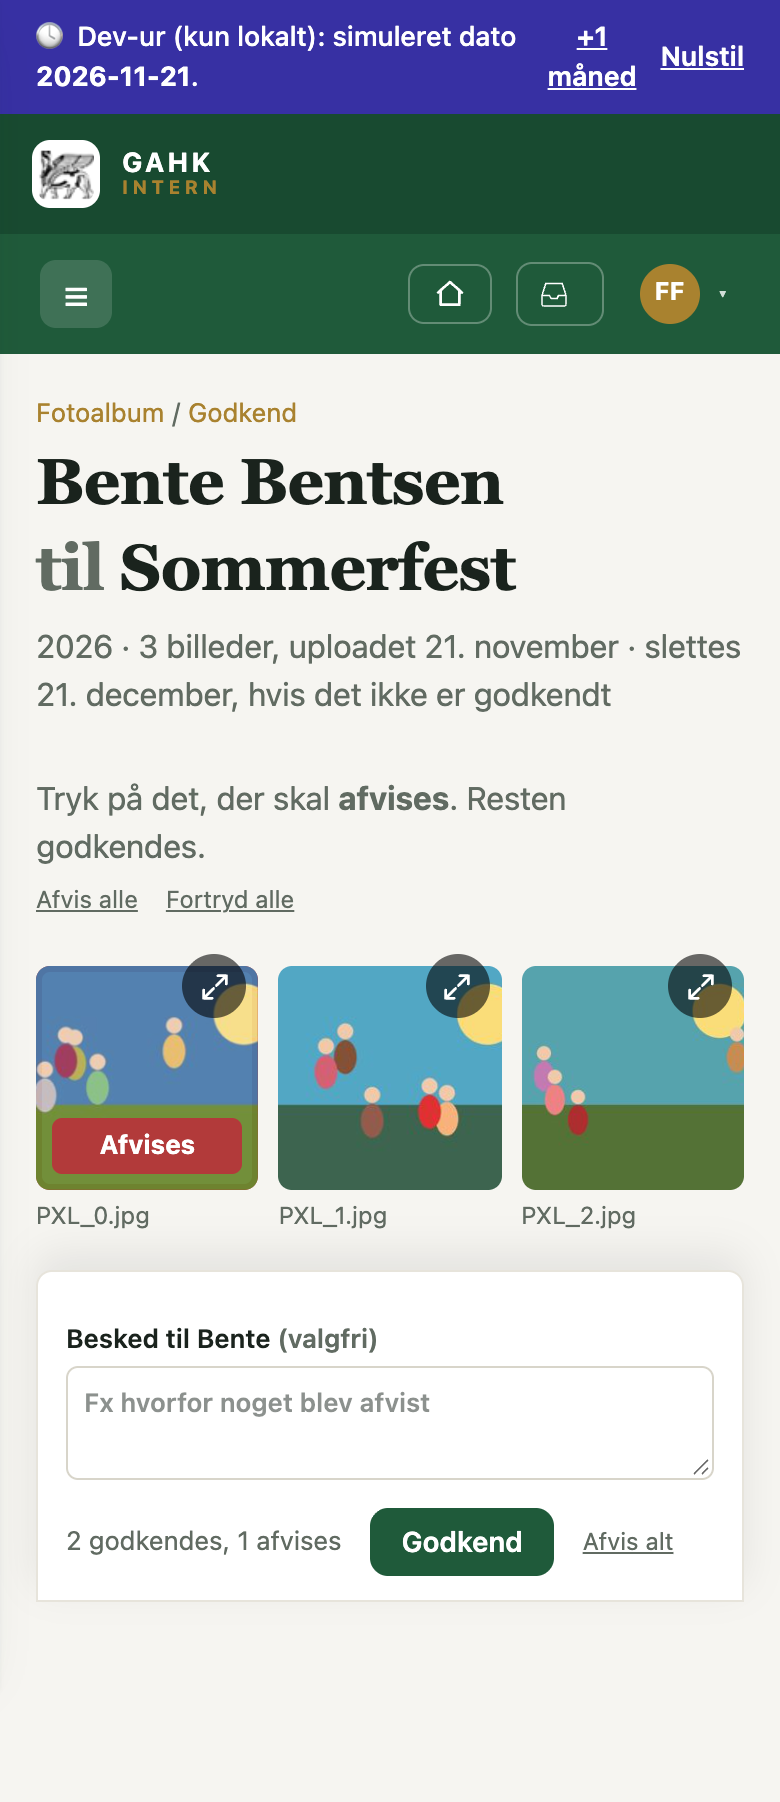 Dev-ur (kun lokalt): simuleret dato 2026-11-21.
+1 måned
Nulstil
GAHK
INTERN
FF
Fotoalbum / Godkend
Bente Bentsen
til Sommerfest
2026 · 3 billeder, uploadet 21. november · slettes
21. december, hvis det ikke er godkendt
Tryk på det, der skal afvises. Resten
godkendes.
Afvis alle Fortryd alle
Afvises
PXL_0.jpg PXL_1.jpg PXL_2.jpg
Besked til Bente (valgfri)
Fx hvorfor noget blev afvist
2 godkendes, 1 afvises Godkend Afvis alt